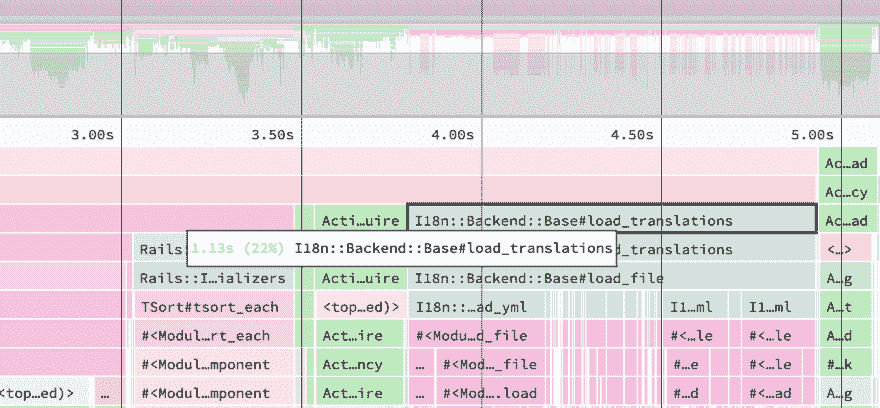 3.00s 3.50s 4.00s 4.50s 5.00s
Ac…ad
Ac…cy
Acti…uire I18n::Backend::Base#load_translations Ac…ad
Rails 1.13s (22%) I18n::Backend::Base#load_translations d_translations <…>
Rails::I…ializers Acti…uire I18n::Backend::Base#load_file A…g
TSort#tsort_each <top…ed)> I18n::…ad_yml I1…ml I1…ml A…t
#<Modul…rt_each Act…ire #<Modu…d_file #<…le #<…le A…d
#<Modul…mponent Act…ncy … #<Mod…_file #…e #<…le #…k
<top…ed)> … #<Modul…mponent Act…ire … #<Mod….load #…d #<…ad A…g